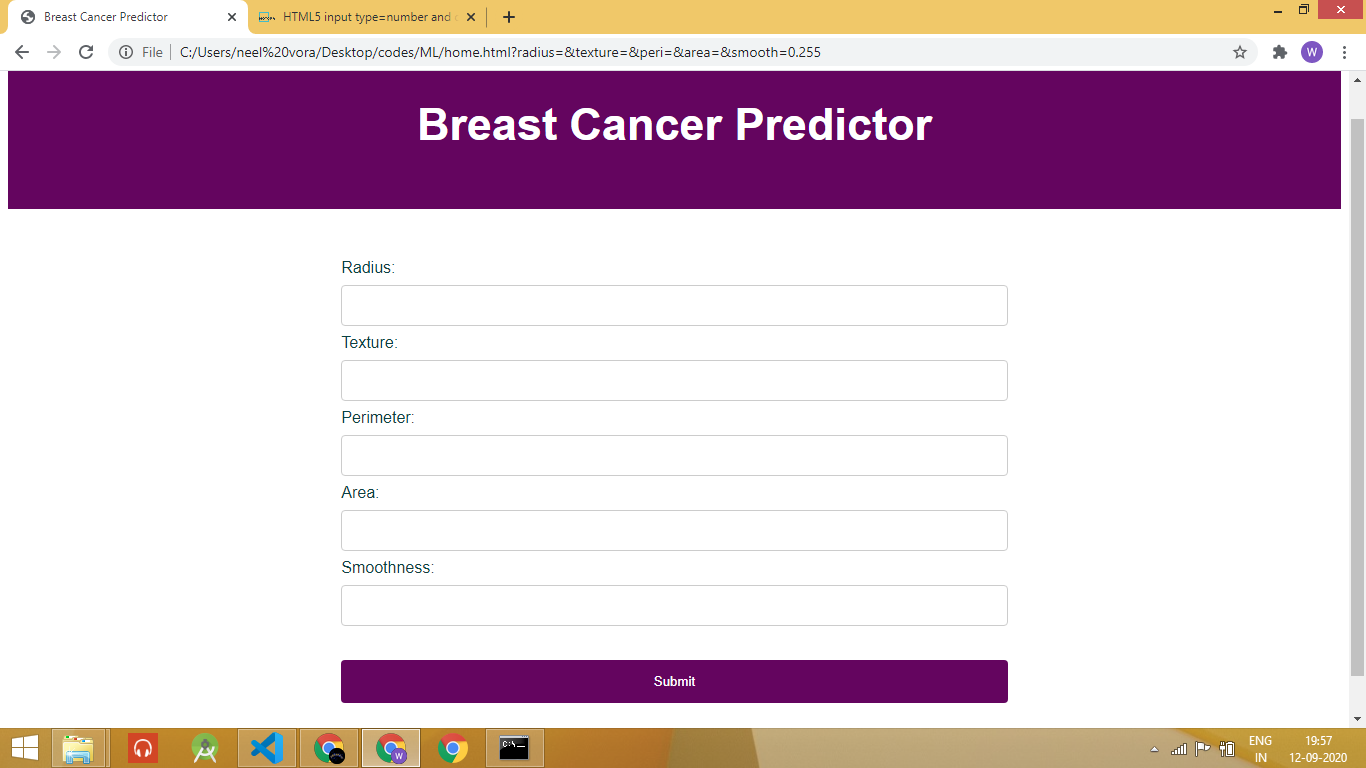 Breast Cancer Predictor
HTML5 input type=number and
File
C:/Users/neel%20vora/Desktop/codes/ML/home.html?radius=&texture=&peri=&area=&smooth=0.255
W
Breast Cancer Predictor
Radius:
Texture:
Perimeter:
Area:
Smoothness:
Submit
W
C:\
ENG
IN
19:57
12-09-2020